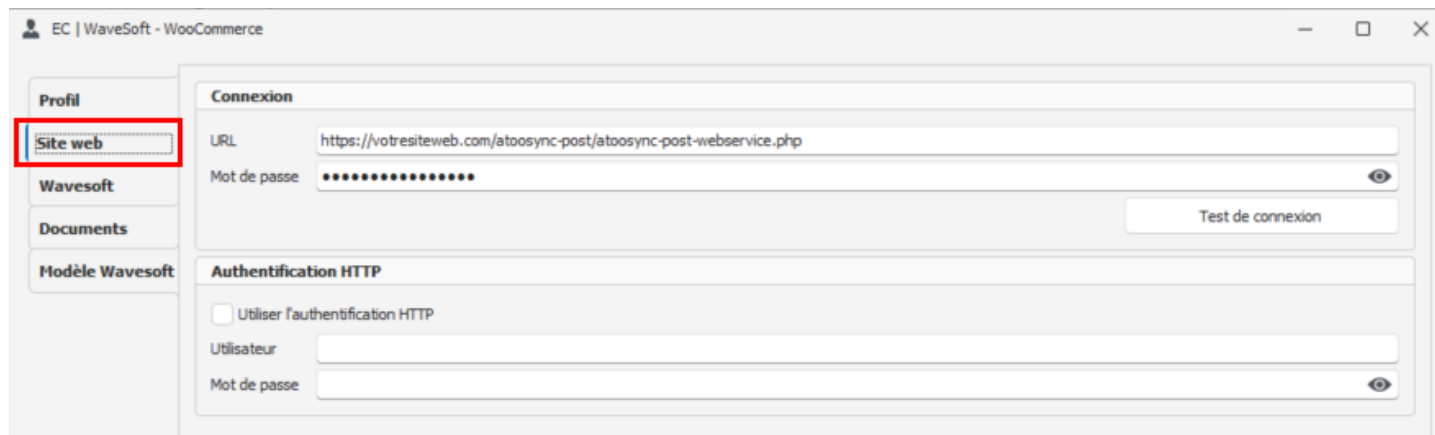 EC | WaveSoft - WooCommerce
Profil
Site web
Wavesoft
Documents
Modèle Wavesoft
Connexion
URL https://votresiteweb.com/atoosync-post/atoosync-post-webservice.php
Mot de passe ••••••••••••••••
Test de connexion
Authentification HTTP
Utiliser l'authentification HTTP
Utilisateur
Mot de passe